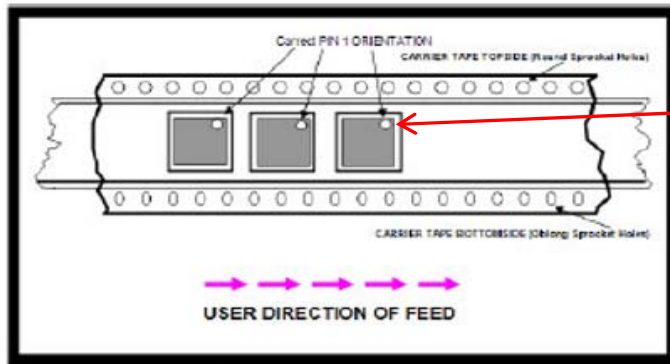 Correct PIN 1 ORIENTATION
CARRIER TAPE TOPSIDE (Round Sprocket Holes)
CARRIER TAPE BOTTOMSIDE (Oblong Sprocket Holes)
USER DIRECTION OF FEED